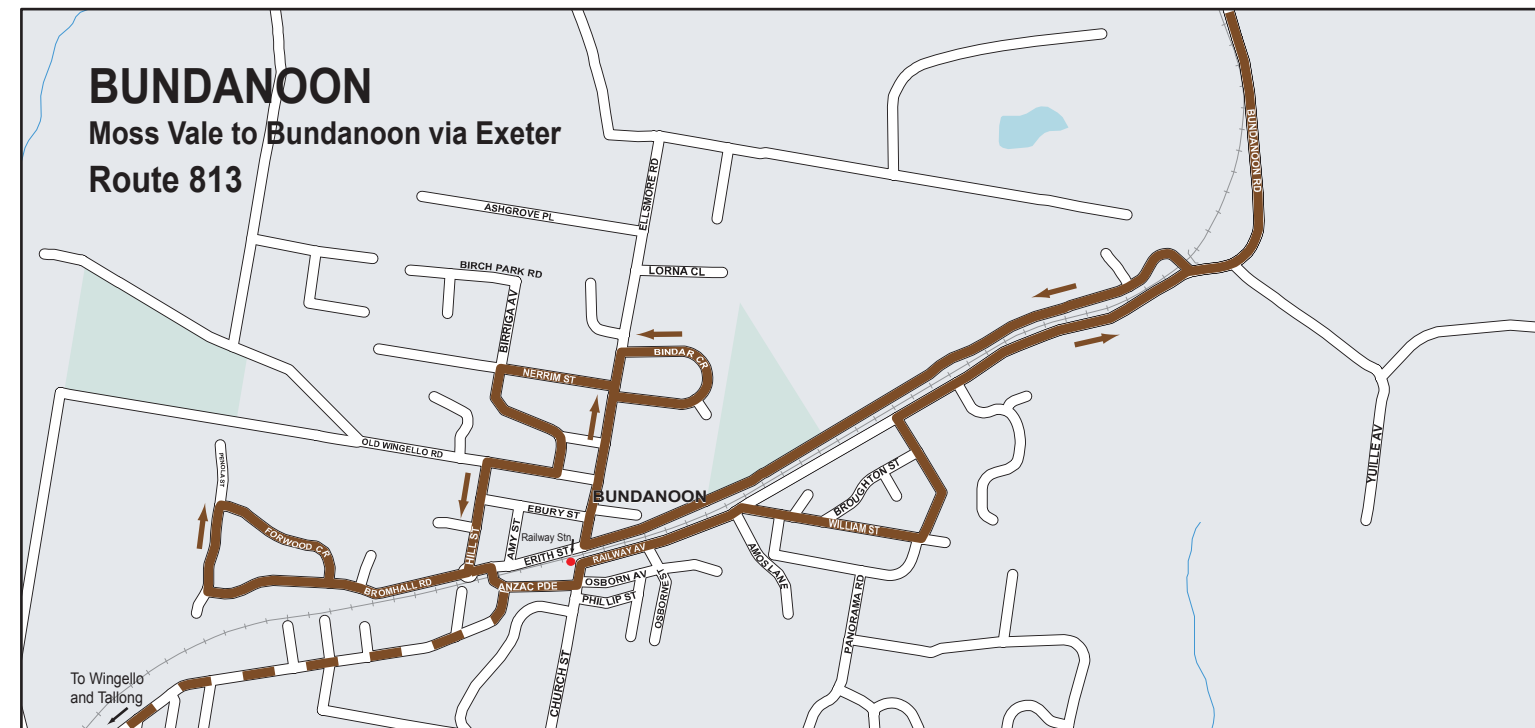 BUNDANOON
Moss Vale to Bundanoon via Exeter
Route 813
BUNDANOON RD
ELLSMORE RD
ASHGROVE PL
BIRCH PARK RD
LORNA CL
BIRRIGA AV
BINDAR CR
NERRIM ST
OLD WINGELLO RD
YUILLE AV
PENOLA ST
BROUGHTON ST
BUNDANOON
EBURY ST
WILLIAM ST
FORWOOD CR
HILL ST
AMY ST
Railway Stn
ERITH ST
RAILWAY AV
AMOS LANE
BROMHALL RD
ANZAC PDE
OSBORN AV
PHILLIP ST
OSBORNE ST
PANORAMA RD
CHURCH ST
To Wingello
and Tallong